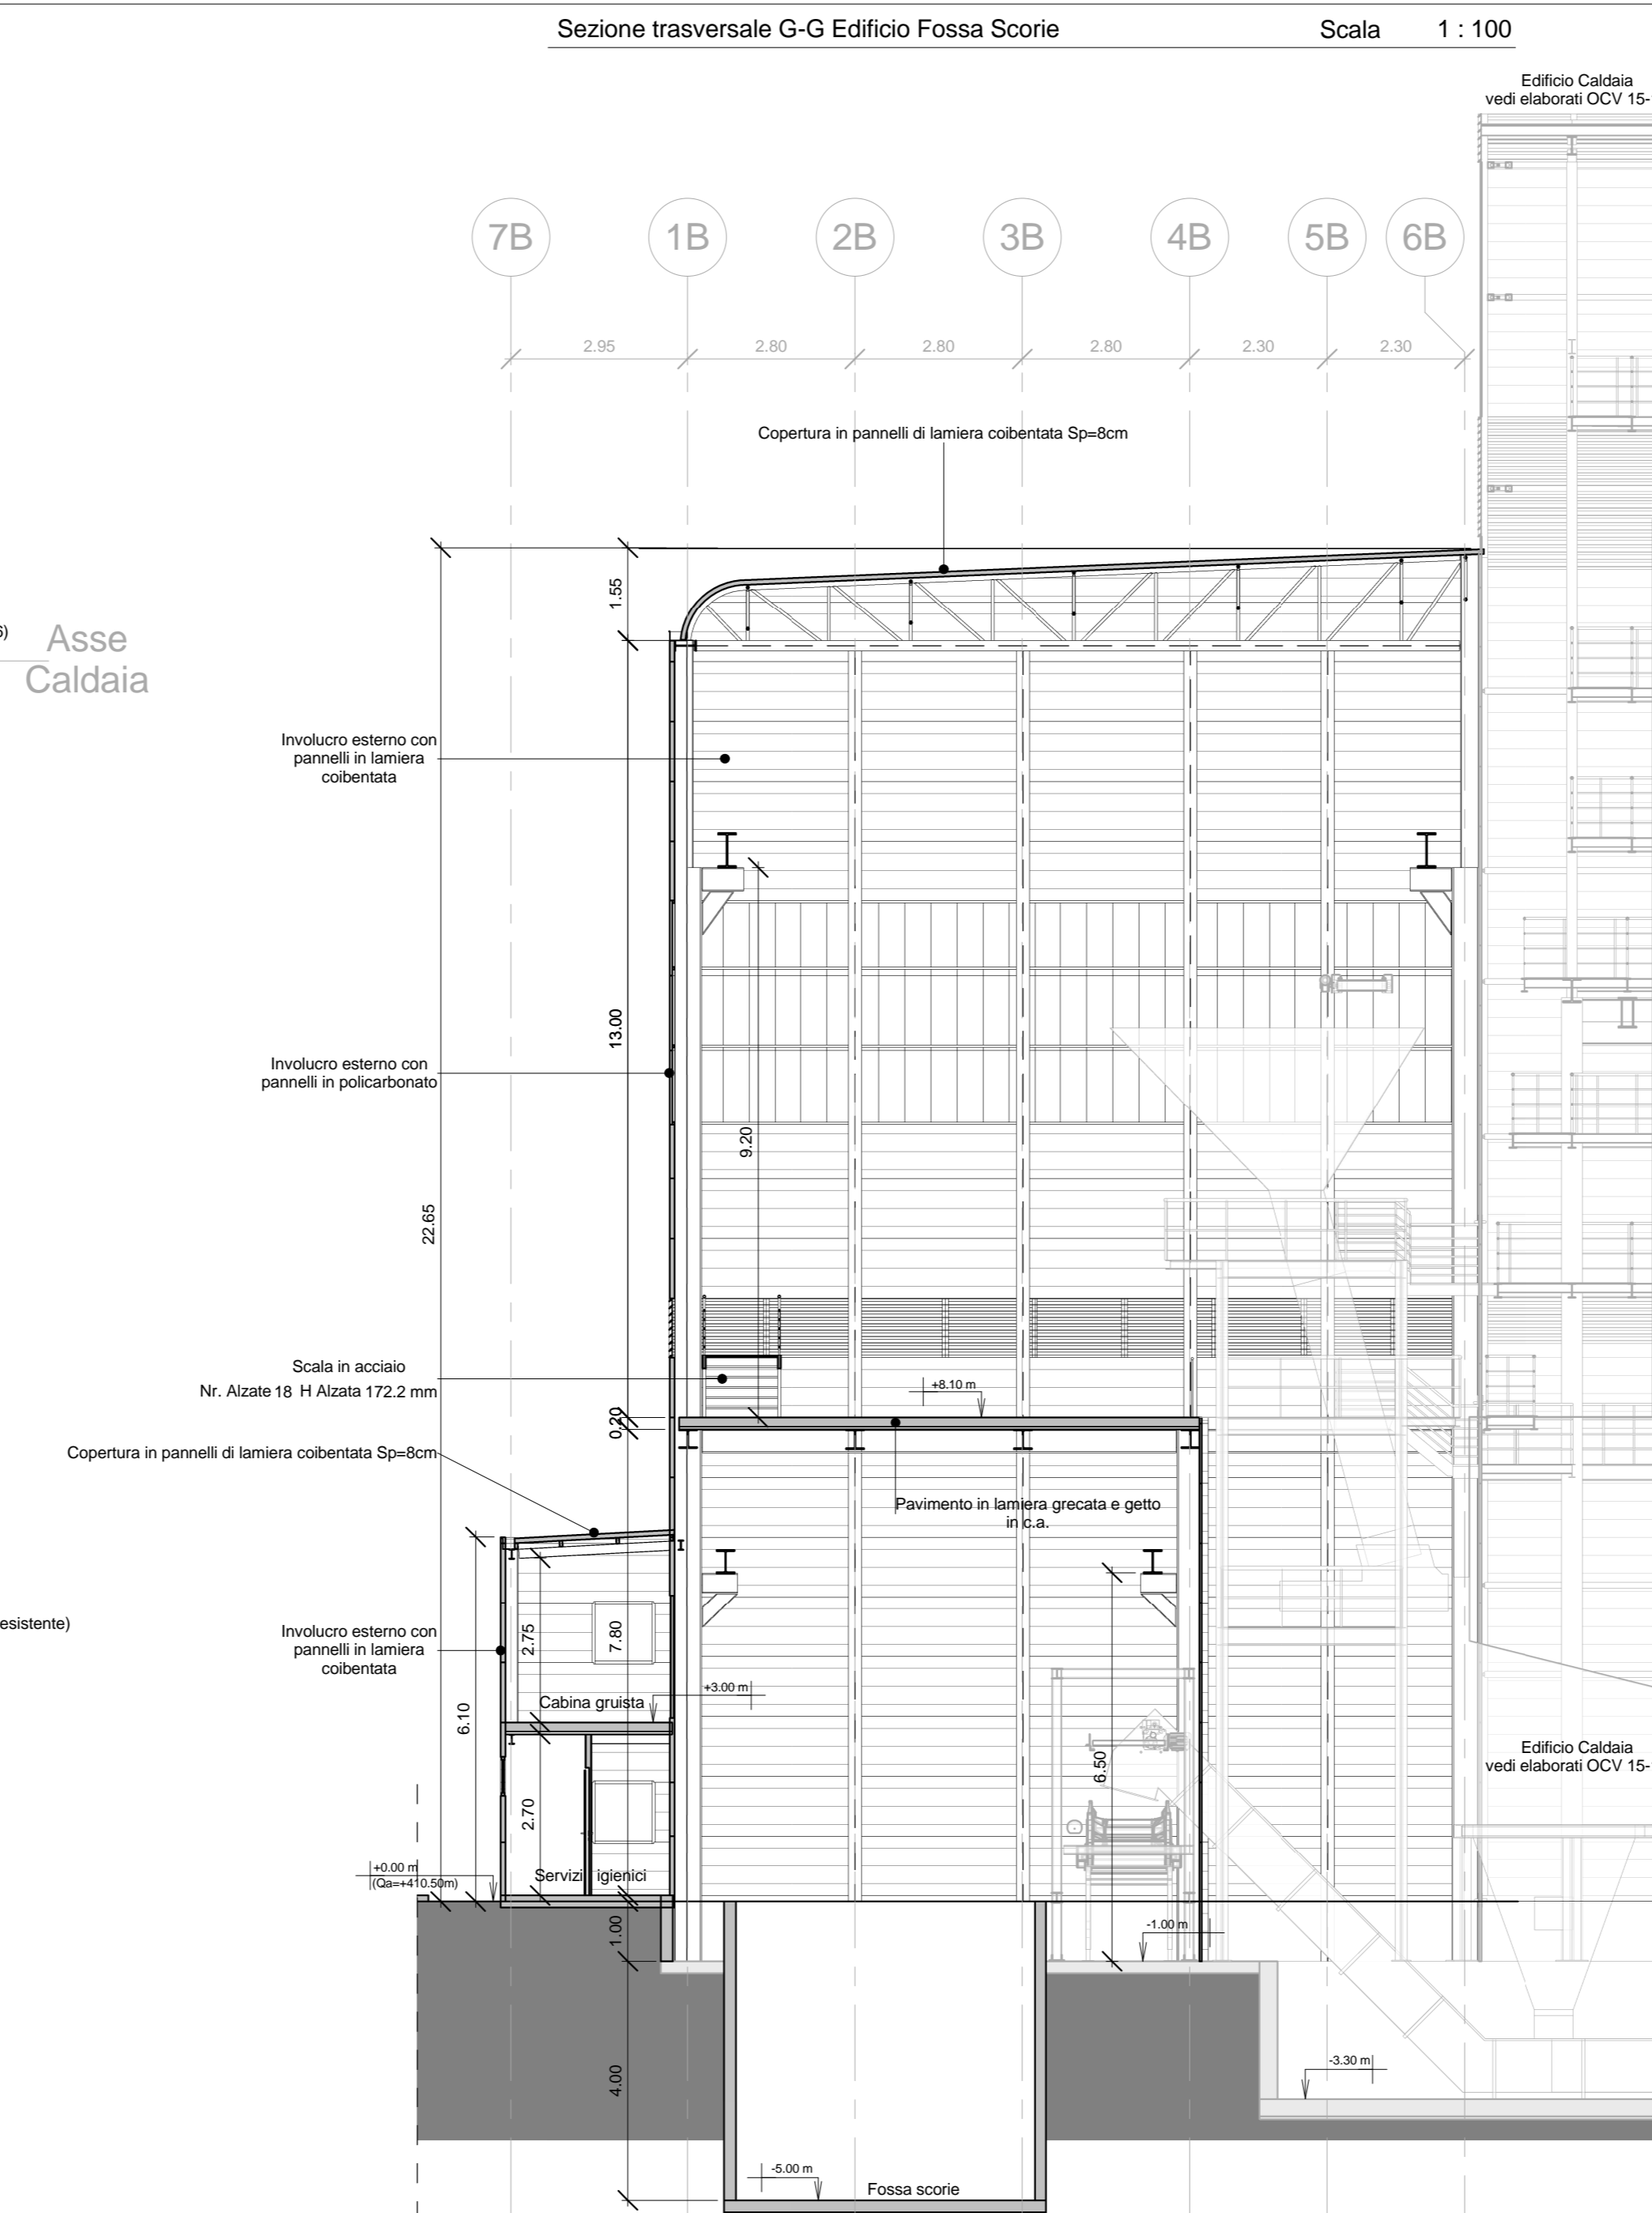 Sezione trasversale G-G Edificio Fossa Scorie
Scala 1 : 100
Edificio Caldaia
vedi elaborati OCV 15-
7B
1B
2B
3B
4B
5B
6B
2.95
2.80
2.80
2.80
2.30
2.30
Copertura in pannelli di lamiera coibentata Sp=8cm
1.55
6)
Asse
Caldaia
Involucro esterno con
pannelli in lamiera
coibentata
13.00
Involucro esterno con
pannelli in policarbonato
9.20
22.65
Scala in acciaio
Nr. Alzate 18 H Alzata 172.2 mm
+8.10 m
0.20
Copertura in pannelli di lamiera coibentata Sp=8cm
Pavimento in lamiera grecata e getto
in c.a.
esistente)
Involucro esterno con
pannelli in lamiera
coibentata
2.75
7.80
+3.00 m
Cabina gruista
6.10
6.50
Edificio Caldaia
vedi elaborati OCV 15-
2.70
+0.00 m
(Qa=+410.50m)
Servizi igienici
1.00
-1.00 m
-3.30 m
4.00
-5.00 m
Fossa scorie